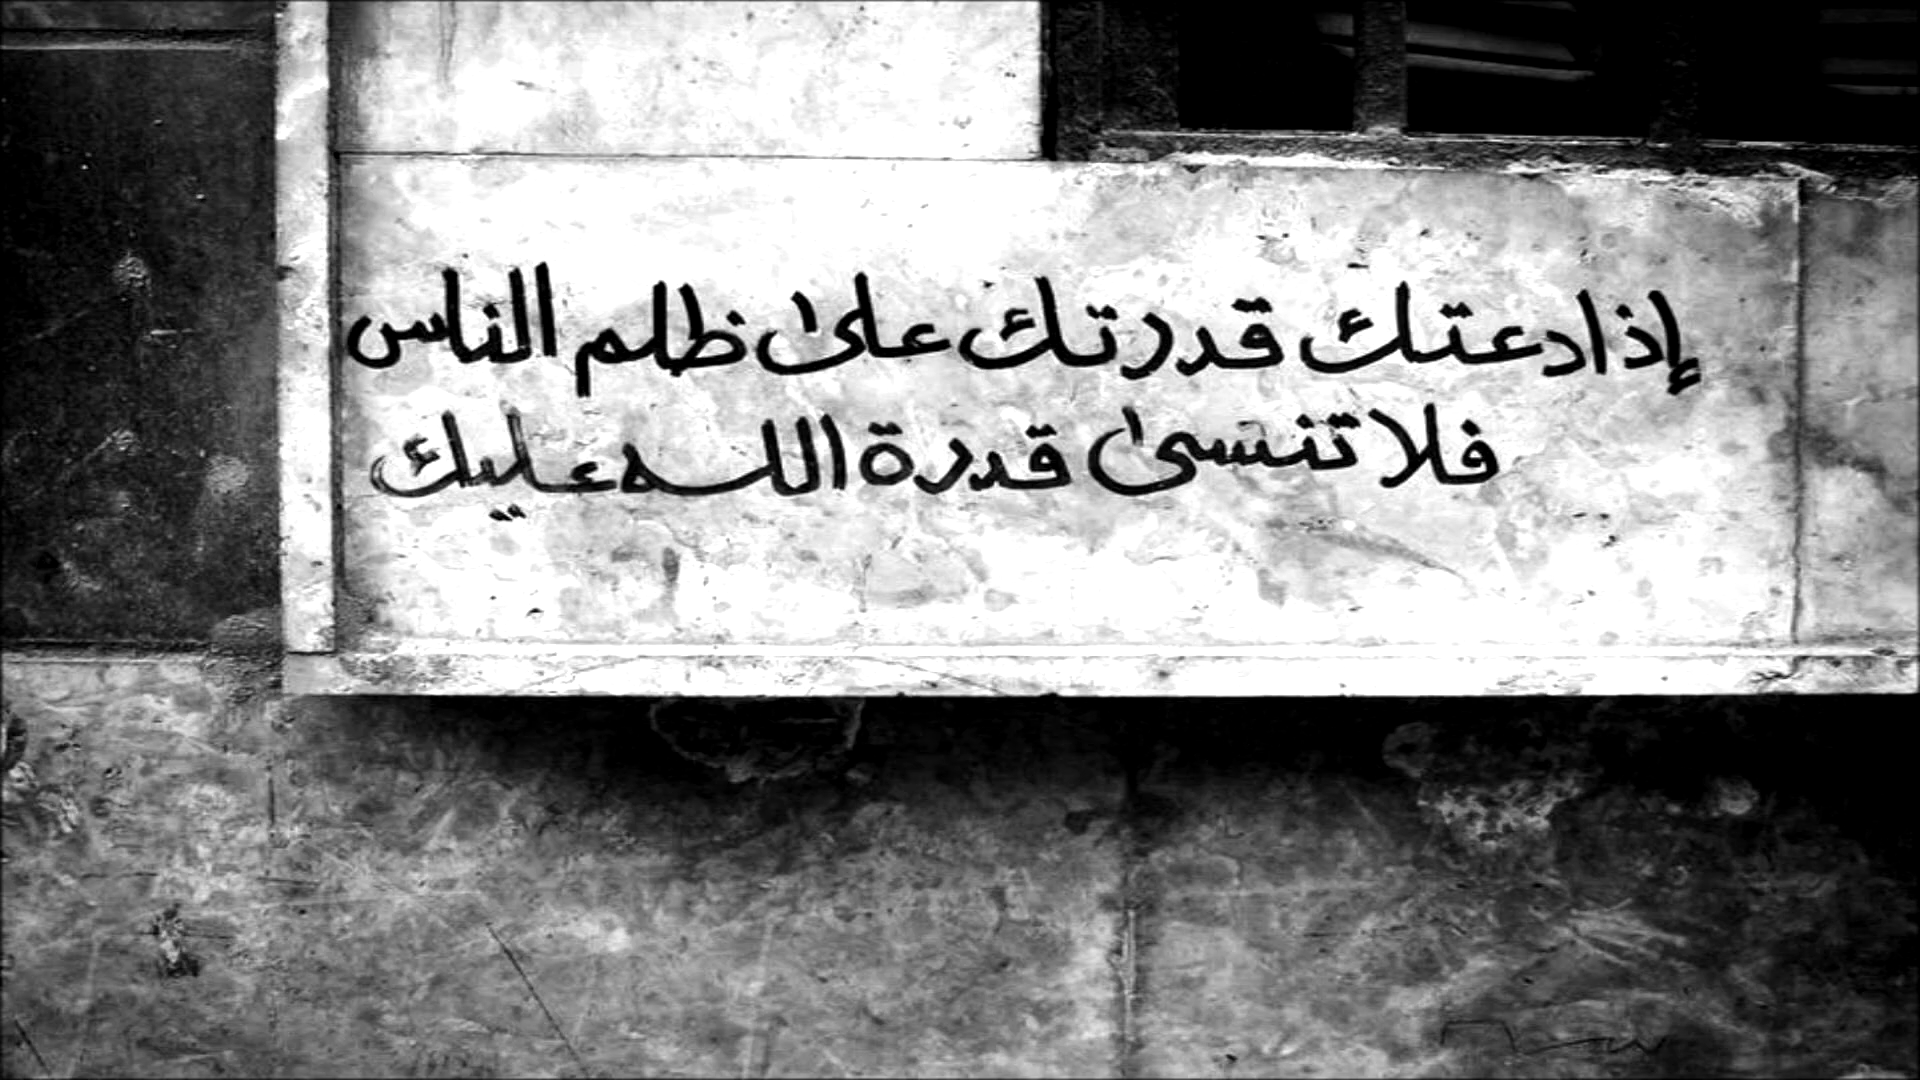 إذا دعتك قدرتك على ظلم الناس
فلا تنسى قدرة الله عليك